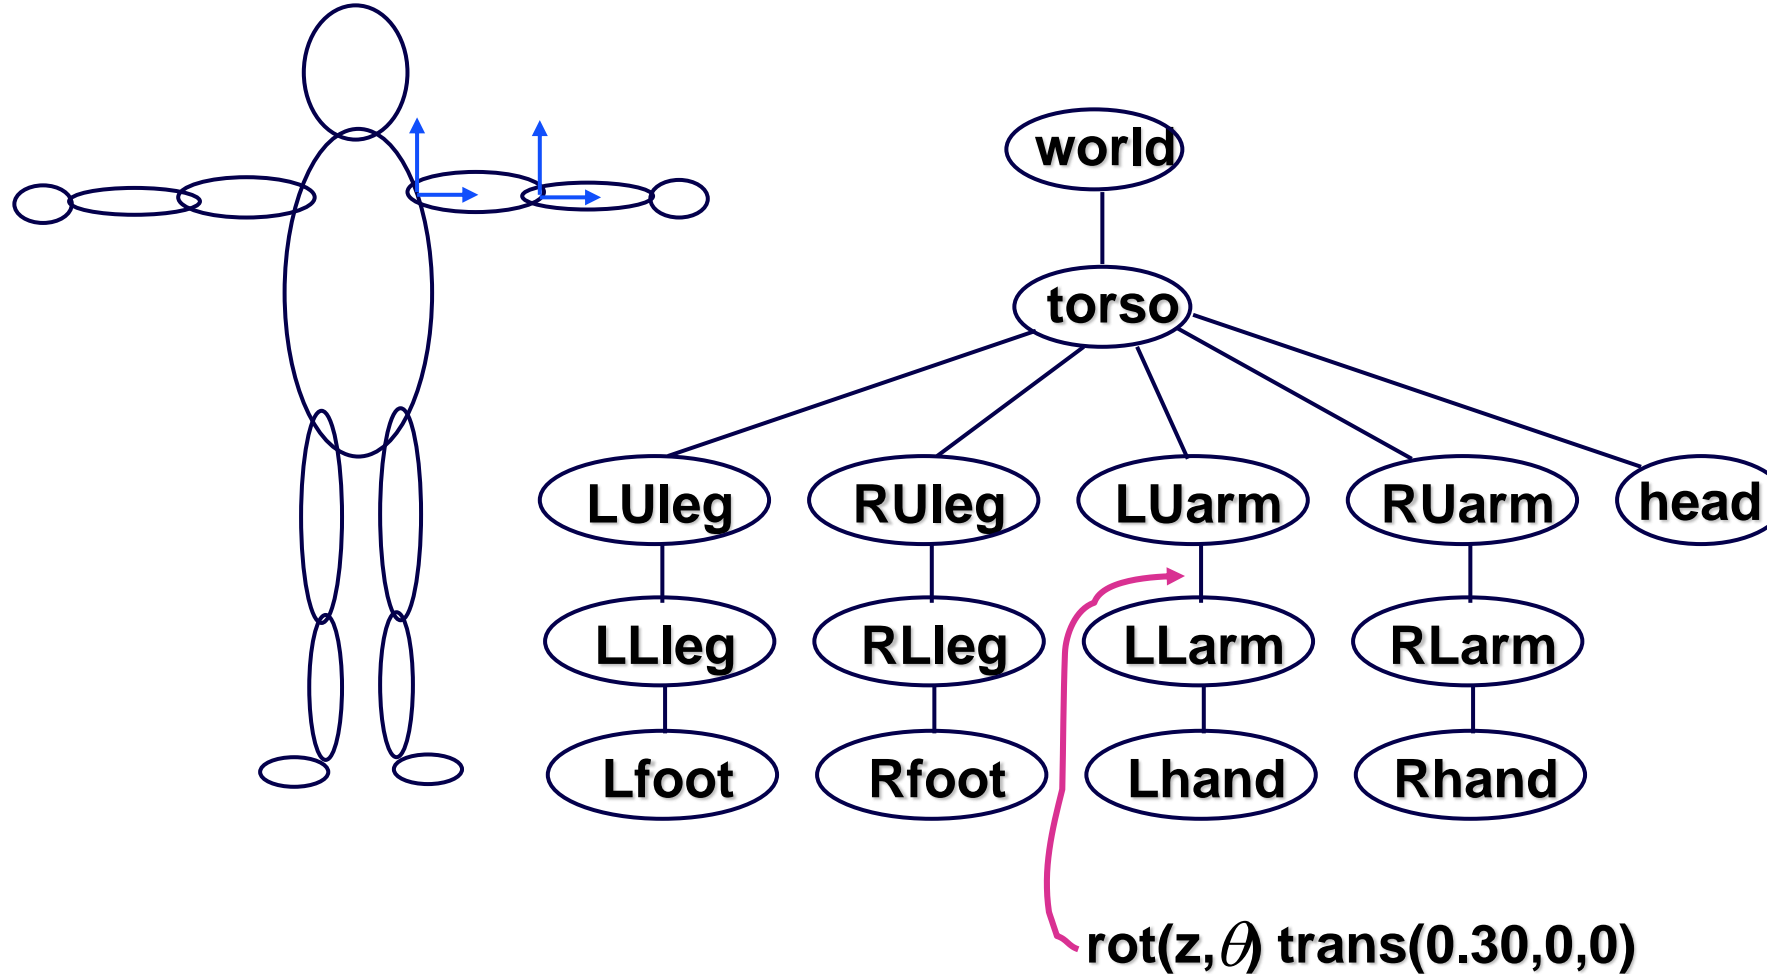 world
torso
LUleg RUleg LUarm RUarm head
LLleg RLleg LLarm RLarm
Lfoot Rfoot Lhand Rhand
rot(z,θ) trans(0.30,0,0)